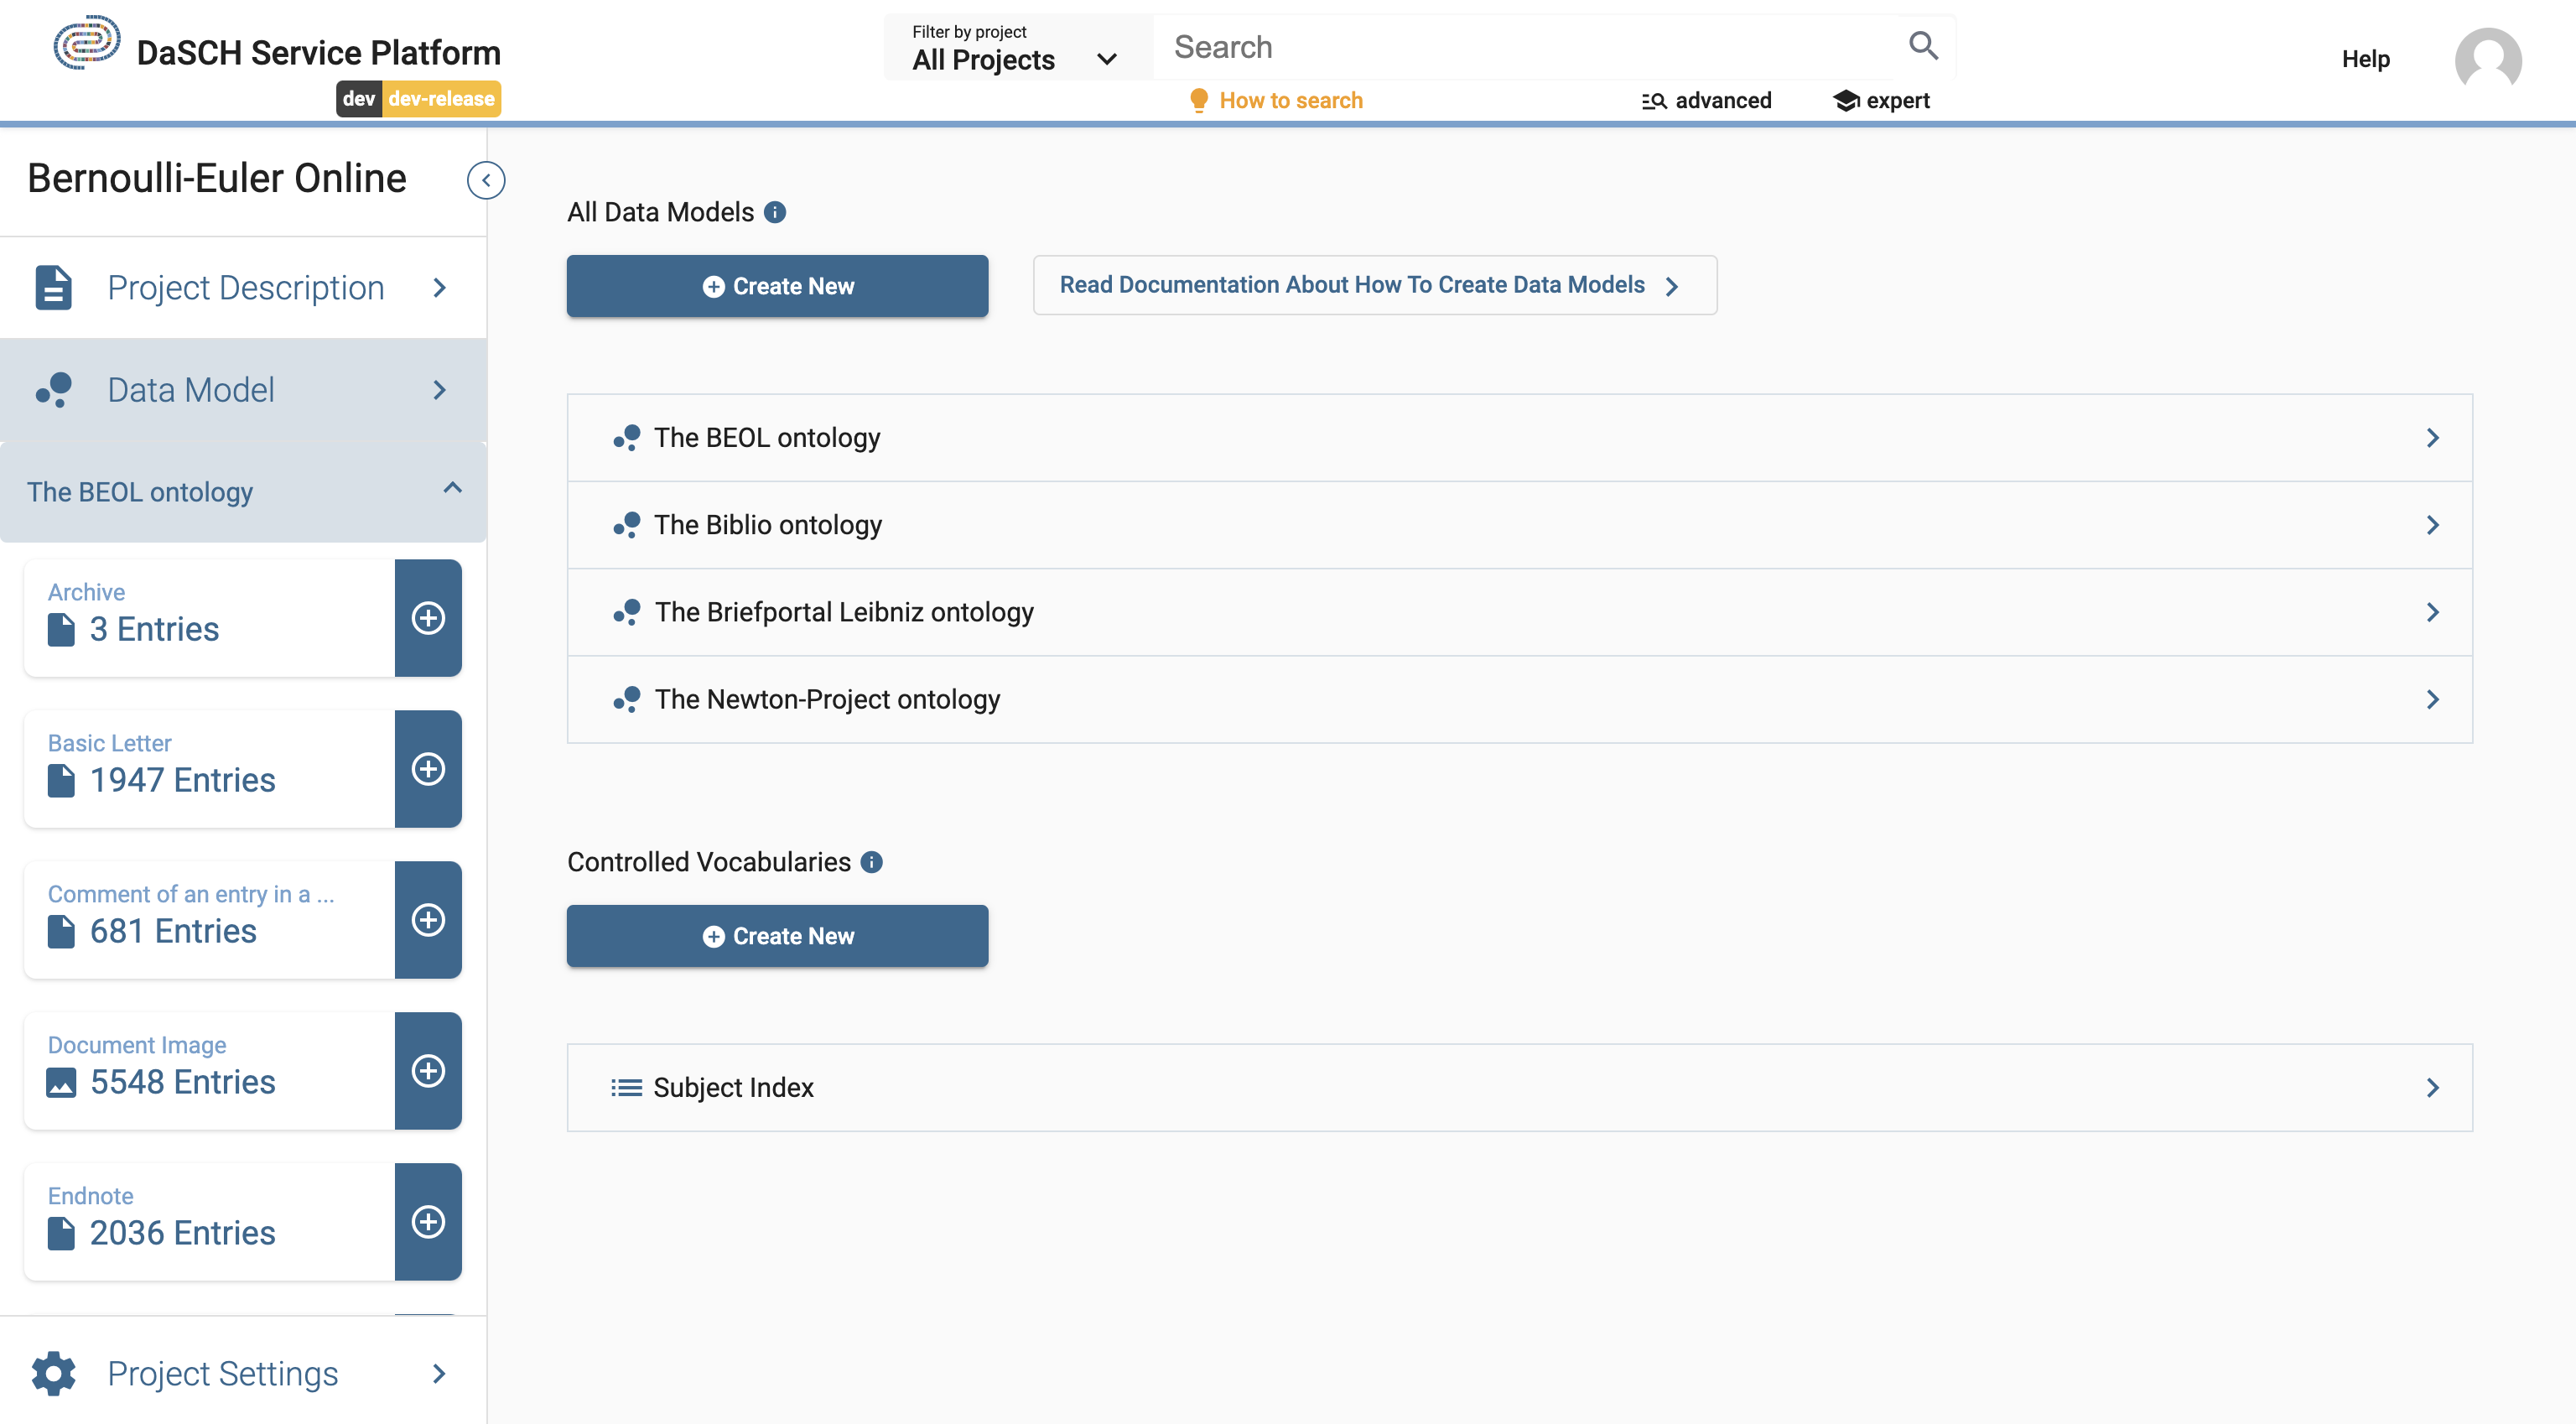 DaSCH Service Platform
dev dev-release
Filter by project
All Projects
Search
How to search
advanced
expert
Help
Bernoulli-Euler Online
Project Description
Data Model
The BEOL ontology
Archive
3 Entries
Basic Letter
1947 Entries
Comment of an entry in a ...
681 Entries
Document Image
5548 Entries
Endnote
2036 Entries
Project Settings
All Data Models
Create New
Read Documentation About How To Create Data Models
The BEOL ontology
The Biblio ontology
The Briefportal Leibniz ontology
The Newton-Project ontology
Controlled Vocabularies
Create New
Subject Index